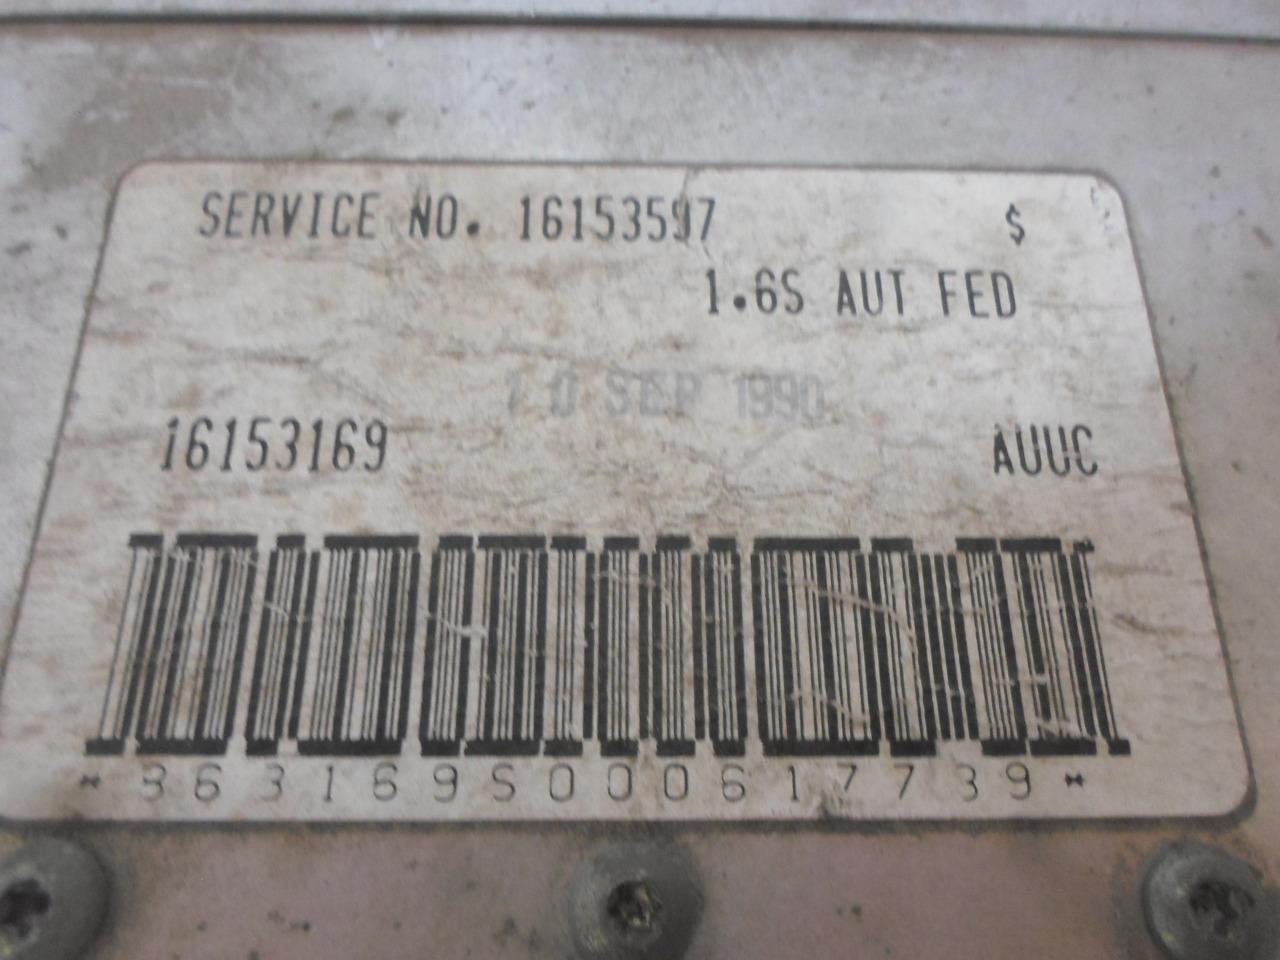 SERVICE NO. 16153597 $
1.6S AUT FED
10 SEP 1990
16153169 AUUC
*363169S000617739*